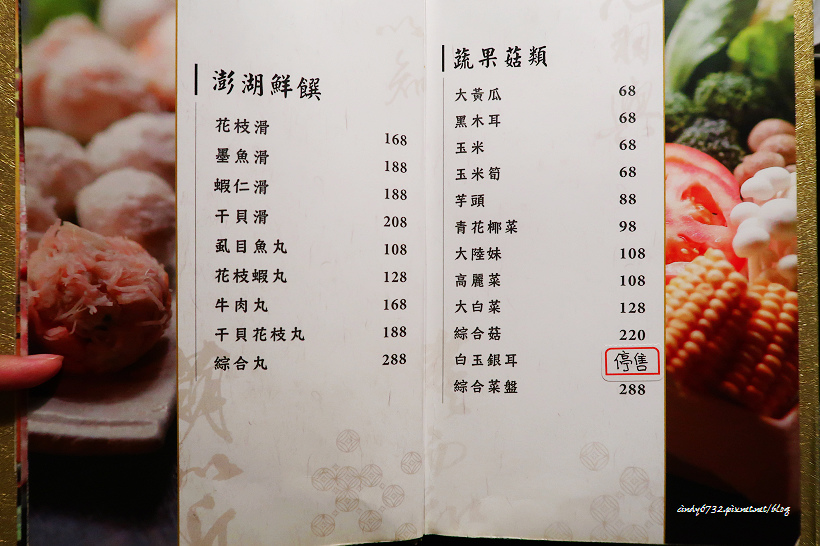 澎湖鮮饌
花枝滑 168
墨魚滑 188
蝦仁滑 188
干貝滑 208
虱目魚丸 108
花枝蝦丸 128
牛肉丸 168
干貝花枝丸 188
綜合丸 288
蔬果菇類
大黃瓜 68
黑木耳 68
玉米 68
玉米筍 68
芋頭 88
青花椰菜 98
大陸妹 108
高麗菜 108
大白菜 128
綜合菇 220
白玉銀耳 停售
綜合菜盤 288
cindy6732.pixnet.net/blog